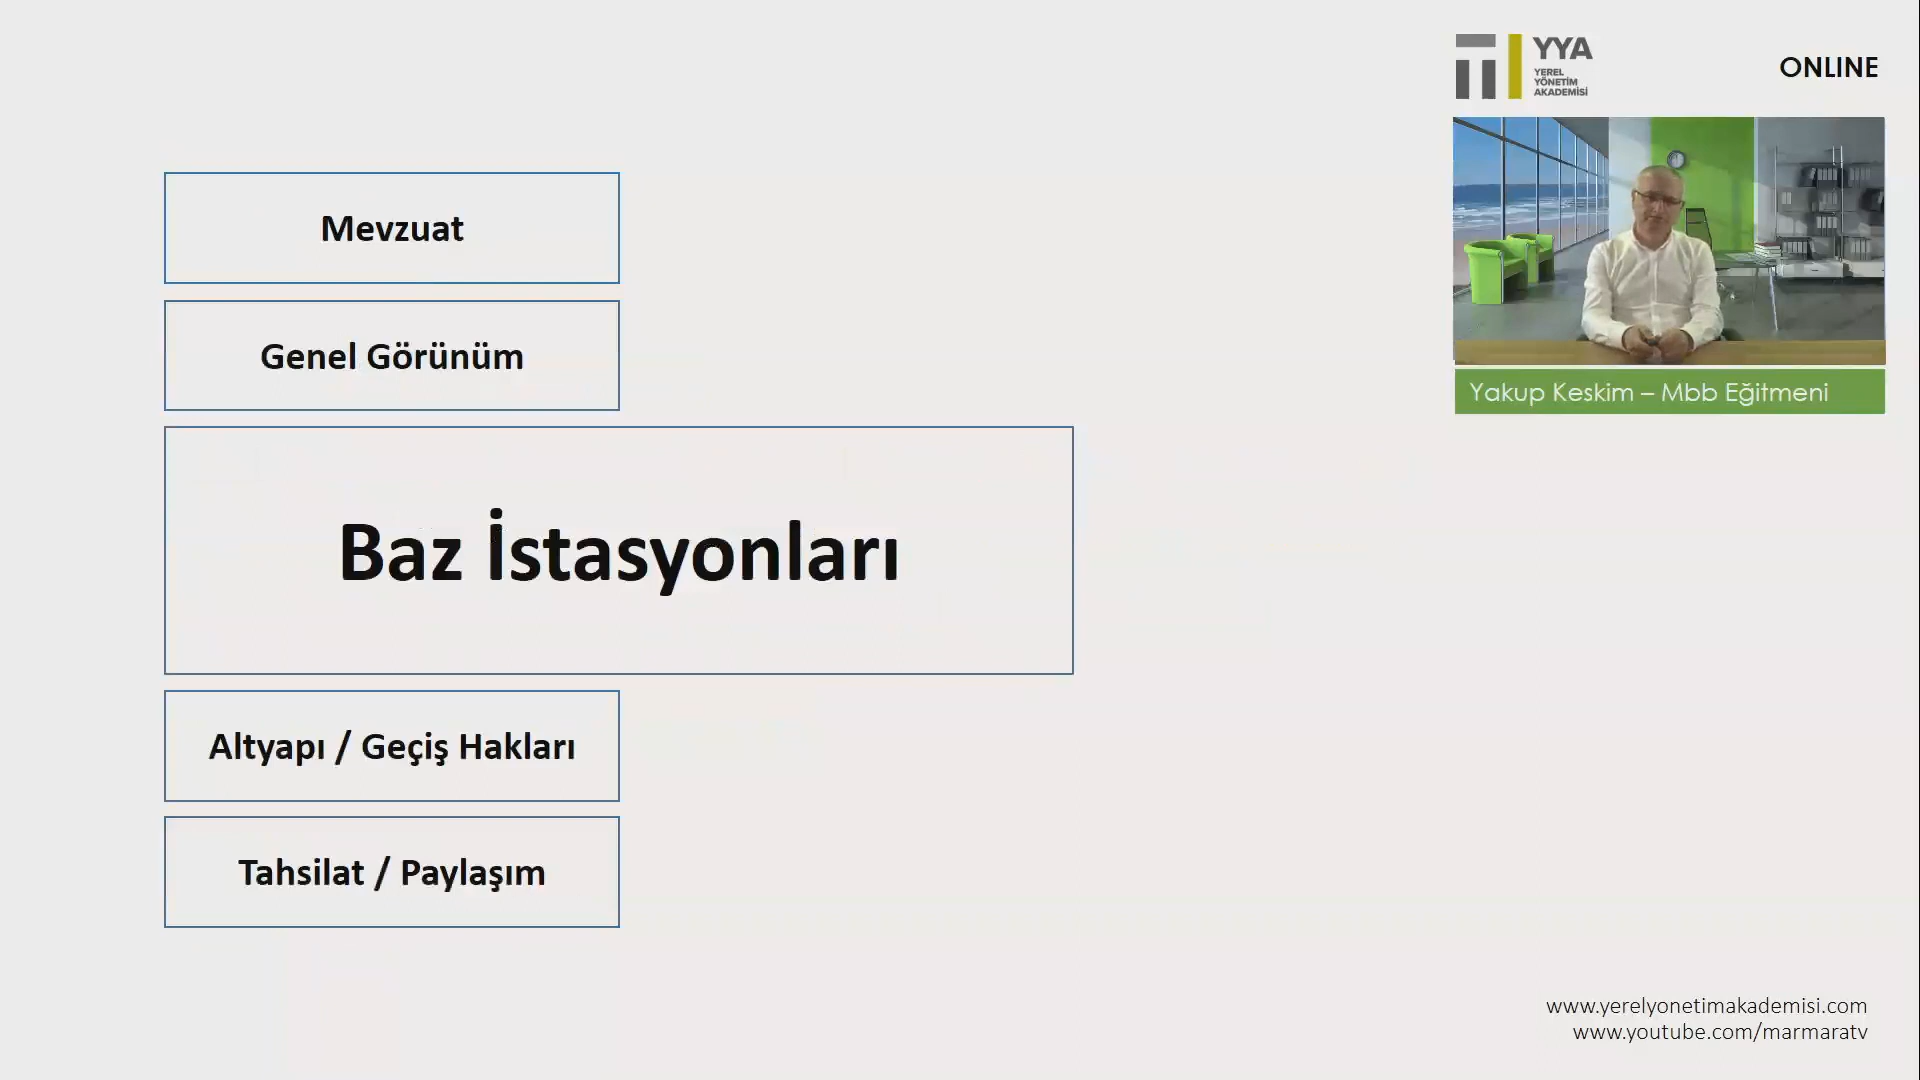 YYA
YEREL
YÖNETİM
AKADEMİSİ
ONLINE
Yakup Keskim – Mbb Eğitmeni
Mevzuat
Genel Görünüm
Baz İstasyonları
Altyapı / Geçiş Hakları
Tahsilat / Paylaşım
www.yerelyonetimakademisi.com
www.youtube.com/marmaratv